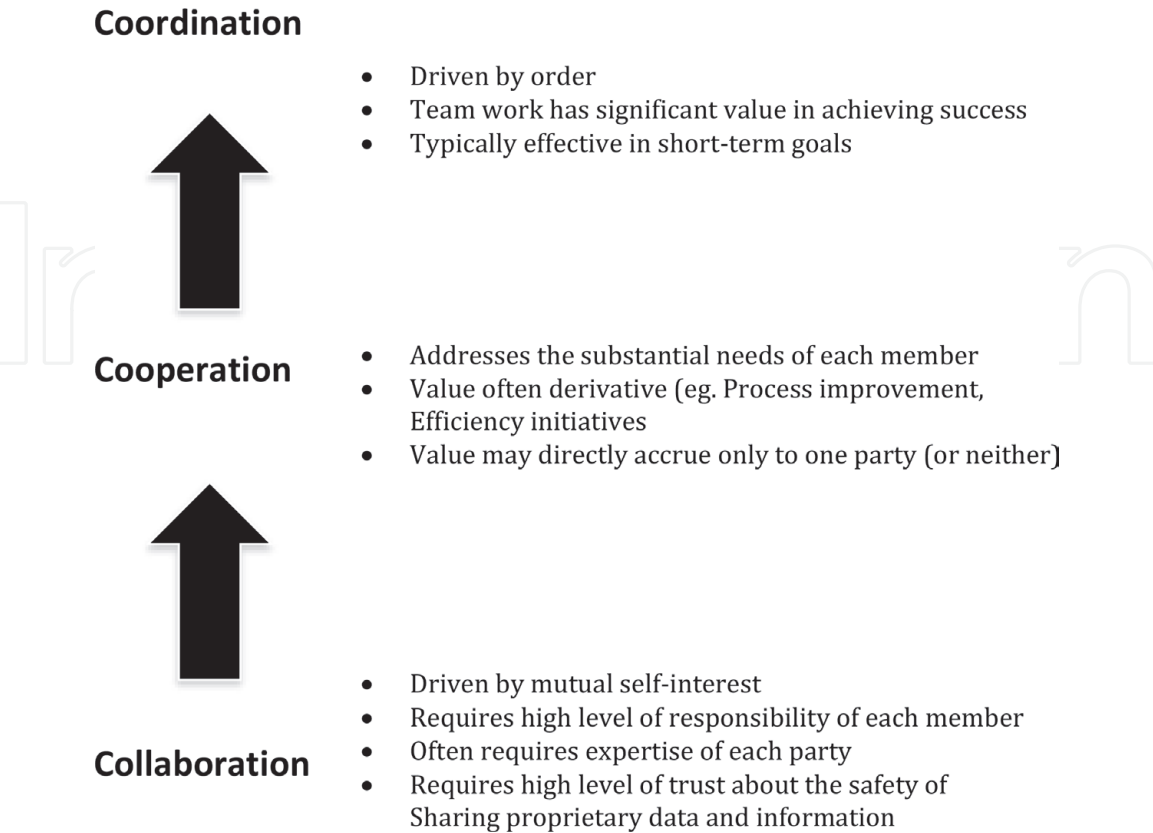 Coordination
• Driven by order
• Team work has significant value in achieving success
• Typically effective in short-term goals
Cooperation
• Addresses the substantial needs of each member
• Value often derivative (eg. Process improvement,
Efficiency initiatives
• Value may directly accrue only to one party (or neither)
Collaboration
• Driven by mutual self-interest
• Requires high level of responsibility of each member
• Often requires expertise of each party
• Requires high level of trust about the safety of
Sharing proprietary data and information